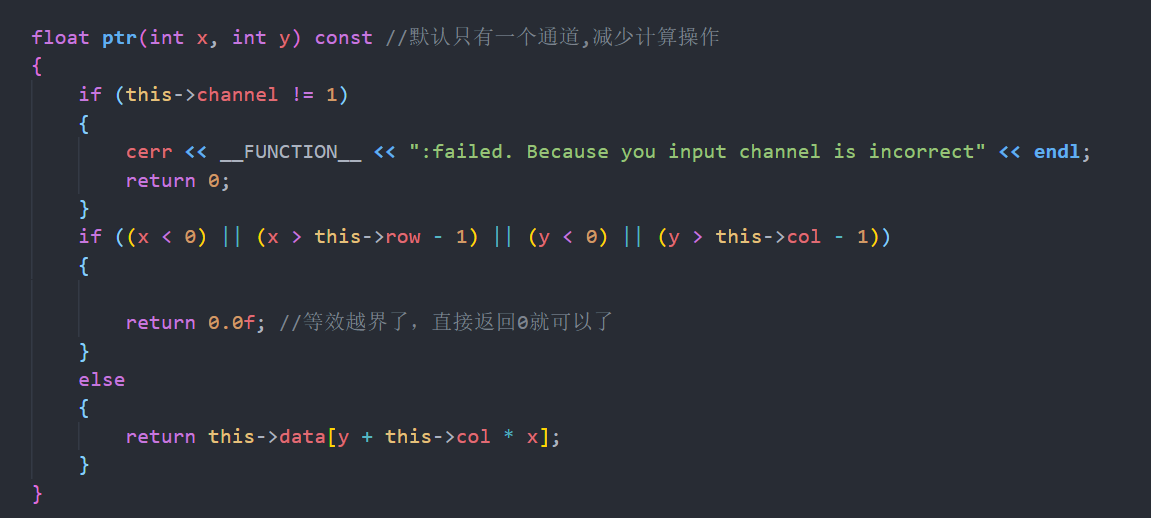 float ptr(int x, int y) const //默认只有一个通道,减少计算操作
{
    if (this->channel != 1)
    {
        cerr << __FUNCTION__ << ":failed. Because you input channel is incorrect" << endl;
        return 0;
    }
    if ((x < 0) || (x > this->row - 1) || (y < 0) || (y > this->col - 1))
    {

        return 0.0f; //等效越界了，直接返回0就可以了
    }
    else
    {
        return this->data[y + this->col * x];
    }
}